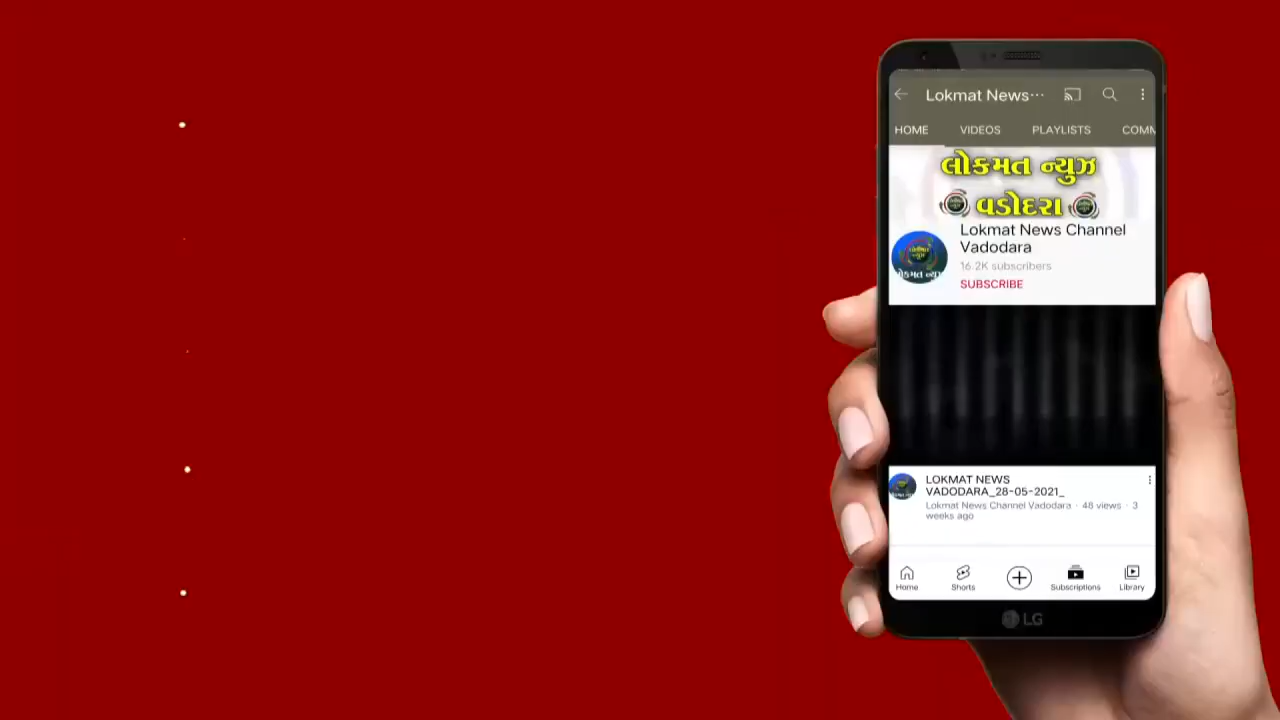 Lokmat News...
HOME VIDEOS PLAYLISTS COMM
લોકમત ન્યુઝ
વડોદરા
Lokmat News Channel
Vadodara
16.2K subscribers
SUBSCRIBE
LOKMAT NEWS
VADODARA_28-05-2021_
Lokmat News Channel Vadodara · 48 views · 3
weeks ago
Home Shorts Subscriptions Library
LG